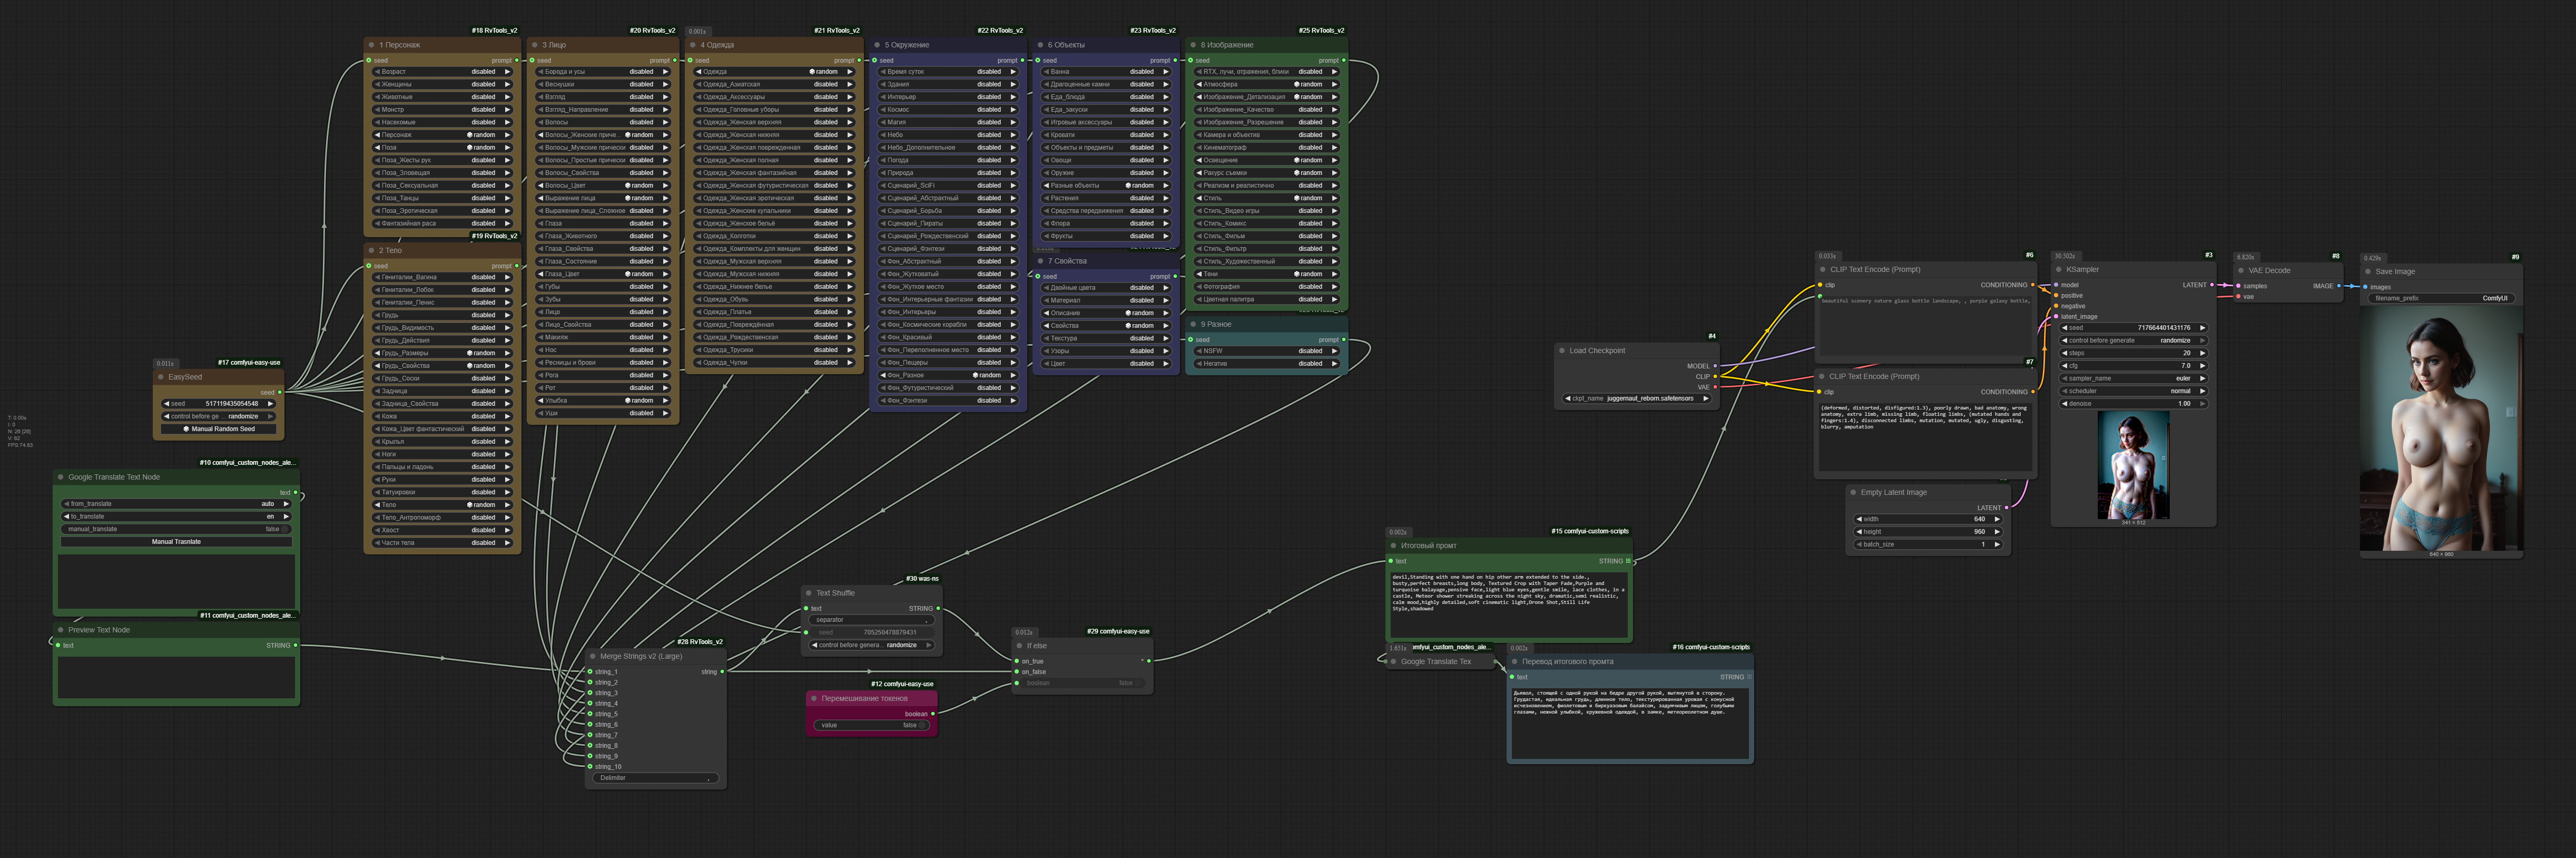 #18 RvTools_v2
1 Персонаж
seed prompt
Возраст disabled
Женщины disabled
Животные disabled
Монстр disabled
Насекомые disabled
Персонаж random
Поза random
Поза_Жесты рук disabled
Поза_Зловещая disabled
Поза_Сексуальная disabled
Поза_Танцы disabled
Поза_Эротическая disabled
Фантазийная раса disabled
#19 RvTools_v2
2 Тело
seed prompt
Гениталии_Вагина disabled
Гениталии_Лобок disabled
Гениталии_Пенис disabled
Грудь disabled
Грудь_Видимость disabled
Грудь_Действия disabled
Грудь_Размеры random
Грудь_Свойства random
Грудь_Соски disabled
Задница disabled
Задница_Свойства disabled
Кожа disabled
Кожа_Цвет фантастический disabled
Крылья disabled
Ноги disabled
Пальцы и ладонь disabled
Руки disabled
Татуировки disabled
Тело random
Тело_Антропоморф disabled
Хвост disabled
Части тела disabled
#20 RvTools_v2
3 Лицо
seed prompt
Борода и усы disabled
Веснушки disabled
Взгляд disabled
Взгляд_Направление disabled
Волосы disabled
Волосы_Женские приче... random
Волосы_Мужские прически disabled
Волосы_Простые прически disabled
Волосы_Свойства disabled
Волосы_Цвет random
Выражение лица random
Выражение лица_Сложное disabled
Глаза disabled
Глаза_Животного disabled
Глаза_Свойства disabled
Глаза_Состояние disabled
Глаза_Цвет random
Губы disabled
Зубы disabled
Лицо disabled
Лицо_Свойства disabled
Макияж disabled
Нос disabled
Ресницы и брови disabled
Рога disabled
Рот disabled
Улыбка random
Уши disabled
0.001s
#21 RvTools_v2
4 Одежда
seed prompt
Одежда random
Одежда_Азиатская disabled
Одежда_Аксессуары disabled
Одежда_Головные уборы disabled
Одежда_Женская верхняя disabled
Одежда_Женская нижняя disabled
Одежда_Женская поврежденная disabled
Одежда_Женская полная disabled
Одежда_Женская фантазийная disabled
Одежда_Женская футуристическая disabled
Одежда_Женская эротическая disabled
Одежда_Женские купальники disabled
Одежда_Женское бельё disabled
Одежда_Колготки disabled
Одежда_Комплекты для женщин disabled
Одежда_Мужская верхняя disabled
Одежда_Мужская нижняя disabled
Одежда_Нижнее белье disabled
Одежда_Обувь disabled
Одежда_Платья disabled
Одежда_Повреждённая disabled
Одежда_Рождественская disabled
Одежда_Трусики disabled
Одежда_Чулки disabled
#22 RvTools_v2
5 Окружение
seed prompt
Время суток disabled
Здания disabled
Интерьер disabled
Космос disabled
Магия disabled
Небо disabled
Небо_Дополнительное disabled
Погода disabled
Природа disabled
Сценарий_SciFi disabled
Сценарий_Абстрактный disabled
Сценарий_Борьба disabled
Сценарий_Пираты disabled
Сценарий_Рождественский disabled
Сценарий_Фэнтези disabled
Фон_Абстрактный disabled
Фон_Жутковатый disabled
Фон_Жуткое место disabled
Фон_Интерьерные фантазии disabled
Фон_Интерьеры disabled
Фон_Космические корабли disabled
Фон_Красивый disabled
Фон_Переполненное место disabled
Фон_Пещеры disabled
Фон_Разное random
Фон_Футуристический disabled
Фон_Фэнтези disabled
#23 RvTools_v2
6 Объекты
seed prompt
Ванна disabled
Драгоценные камни disabled
Еда_блюда disabled
Еда_закуски disabled
Игровые аксессуары disabled
Кровати disabled
Объекты и предметы disabled
Овощи disabled
Оружие disabled
Разные объекты random
Растения disabled
Средства передвижения disabled
Флора disabled
Фрукты disabled
7 Свойства
seed prompt
Двойные цвета disabled
Материал disabled
Описание random
Свойства random
Текстура disabled
Узоры disabled
Цвет disabled
#25 RvTools_v2
8 Изображение
seed prompt
RTX, лучи, отражения, блики disabled
Атмосфера random
Изображение_Детализация random
Изображение_Качество disabled
Изображение_Разрешение disabled
Камера и объектив disabled
Кинематограф disabled
Освещение random
Ракурс съемки random
Реализм и реалистично disabled
Стиль random
Стиль_Видео игры disabled
Стиль_Комикс disabled
Стиль_Фильм disabled
Стиль_Фильтр disabled
Стиль_Художественный disabled
Тени random
Фотография disabled
Цветная палитра disabled
9 Разное
seed prompt
NSFW disabled
Негатив disabled
0.011s
#17 comfyui-easy-use
EasySeed
seed
seed 517119435054548
control before ge... randomize
Manual Random Seed
T: 0.00s
I: 0
N: 28 [28]
V: 82
FPS:74.63
#10 comfyui_custom_nodes_ale...
Google Translate Text Node
text
from_translate auto
to_translate en
manual_translate false
Manual Trasnlate
#11 comfyui_custom_nodes_ale...
Preview Text Node
text STRING
#28 RvTools_v2
Merge Strings v2 (Large)
string_1 string
string_2
string_3
string_4
string_5
string_6
string_7
string_8
string_9
string_10
Delimiter ,
#30 was-ns
Text Shuffle
text STRING
separator ,
seed 705250478879431
control before genera... randomize
#12 comfyui-easy-use
Перемешивание токенов
boolean
value false
0.012s
#29 comfyui-easy-use
If else
on_true *
on_false
boolean false
0.002s
#15 comfyui-custom-scripts
Итоговый промт
text STRING
devil,Standing with one hand on hip other arm extended to the side.,
busty,perfect breasts,long body, Textured Crop with Taper Fade,Purple and
turquoise balayage,pensive face,light blue eyes,gentle smile, lace clothes, in a
castle, Meteor shower streaking across the night sky, dramatic,semi realistic,
calm mood,highly detailed,soft cinematic light,Drone Shot,Still Life
Style,shadowed
1.651s
omfyui_custom_nodes_ale...
Google Translate Tex
0.002s
#16 comfyui-custom-scripts
Перевод итогового промта
text STRING
Дьявол, стоящий с одной рукой на бедре другой рукой, вытянутой в сторону.
Грудастая, идеальная грудь, длинное тело, текстурированная урожая с конусной
исчезновением, фиолетовым и бирюзовым балайсом, задумчивым лицом, голубыми
глазами, нежной улыбкой, кружевной одеждой, в замке, метеоролетном душе.
#4
Load Checkpoint
MODEL
CLIP
VAE
ckpt_name juggernaut_reborn.safetensors
0.033s
#6
CLIP Text Encode (Prompt)
clip CONDITIONING
beautiful scenery nature glass bottle landscape, , purple galaxy bottle,
#7
CLIP Text Encode (Prompt)
clip CONDITIONING
(deformed, distorted, disfigured:1.3), poorly drawn, bad anatomy, wrong
anatomy, extra limb, missing limb, floating limbs, (mutated hands and
fingers:1.4), disconnected limbs, mutation, mutated, ugly, disgusting,
blurry, amputation
Empty Latent Image
LATENT
width 640
height 960
batch_size 1
30.502s
#3
KSampler
model LATENT
positive
negative
latent_image
seed 717664401431176
control before generate randomize
steps 20
cfg 7.0
sampler_name euler
scheduler normal
denoise 1.00
341 × 512
6.820s
#8
VAE Decode
samples IMAGE
vae
0.429s
#9
Save Image
images
filename_prefix ComfyUI
640 × 960